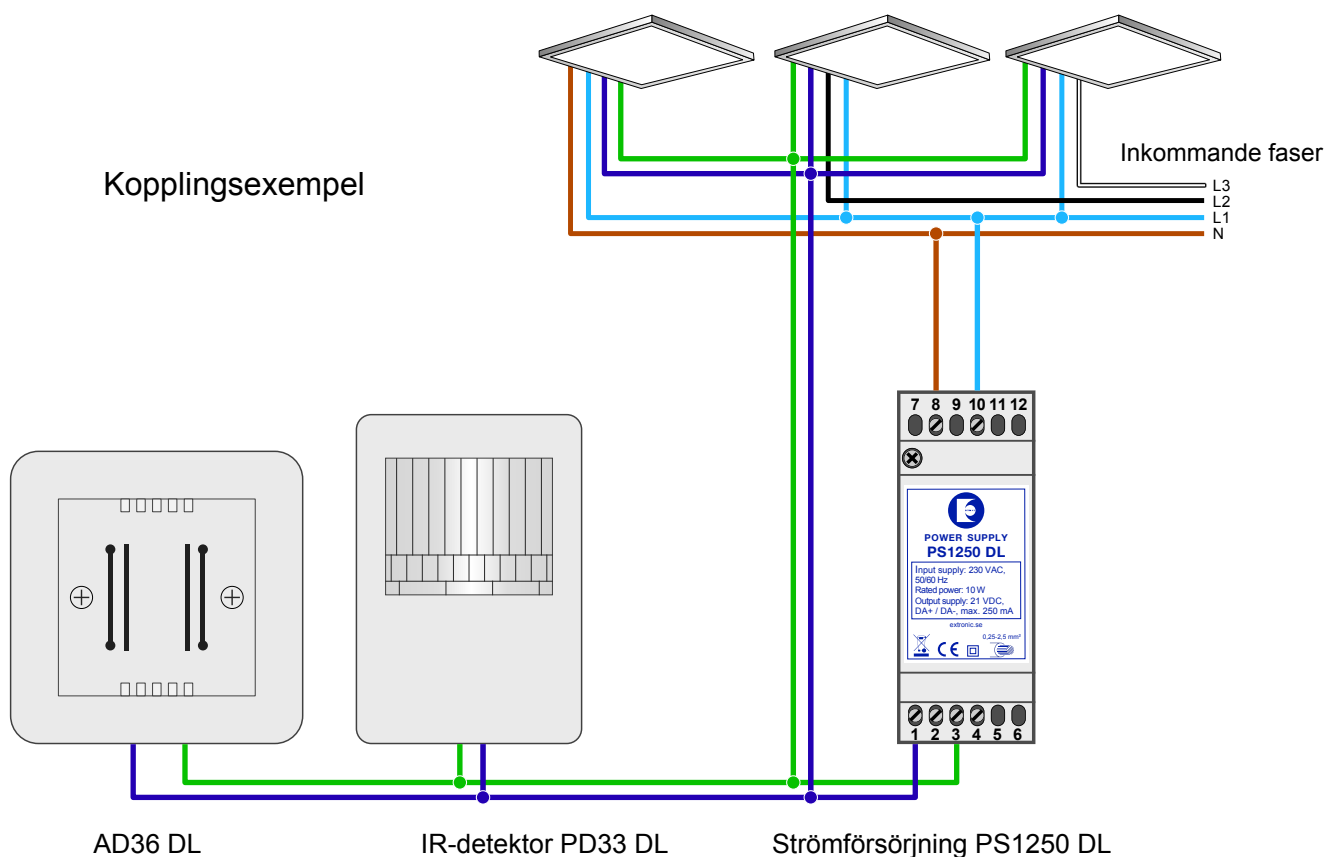 Inkommande faser
Kopplingsexempel
L3
L2
L1
N
7 8 9 10 11 12
POWER SUPPLY
PS1250 DL
Input supply: 230 VAC,
50/60 Hz
Rated power: 10 W
Output supply: 21 VDC,
DA+ / DA-, max. 250 mA
extronic.se
0,25-2,5 mm²
CE
1 2 3 4 5 6
AD36 DL
IR-detektor PD33 DL
Strömförsörjning PS1250 DL